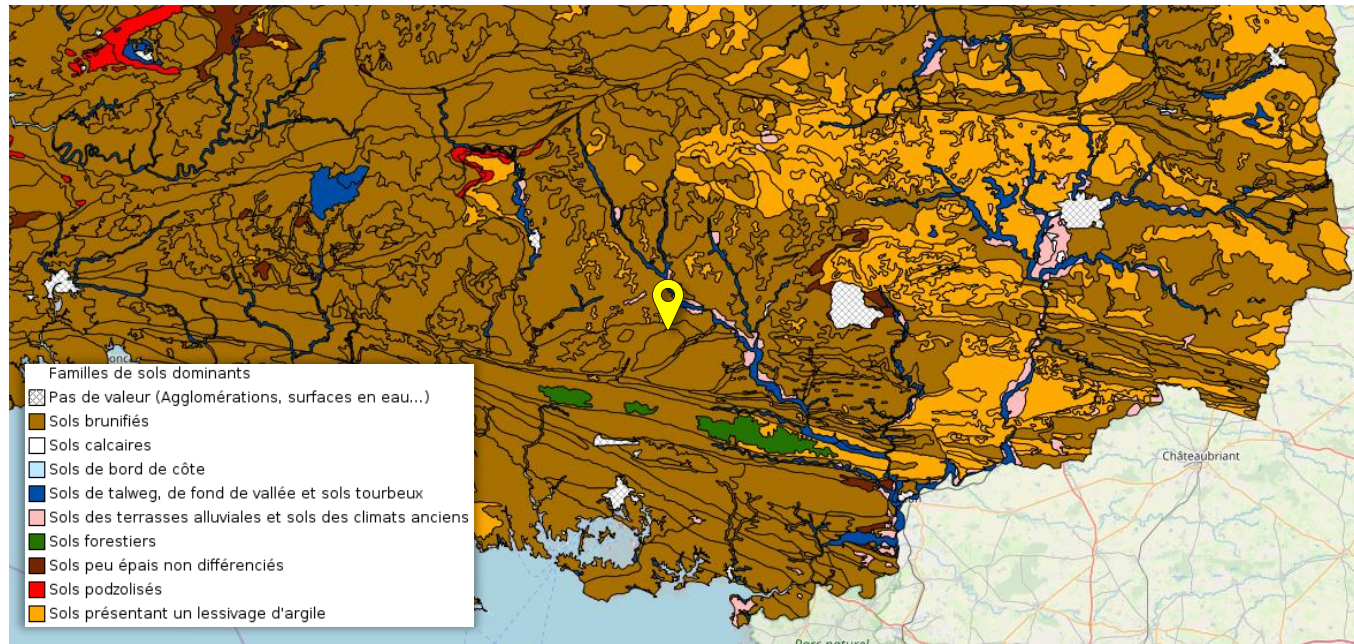 Familles de sols dominants
Pas de valeur (Agglomérations, surfaces en eau...)
Sols brunifiés
Sols calcaires
Sols de bord de côte
Sols de talweg, de fond de vallée et sols tourbeux
Sols des terrasses alluviales et sols des climats anciens
Sols forestiers
Sols peu épais non différenciés
Sols podzolisés
Sols présentant un lessivage d'argile
Châteaubriant